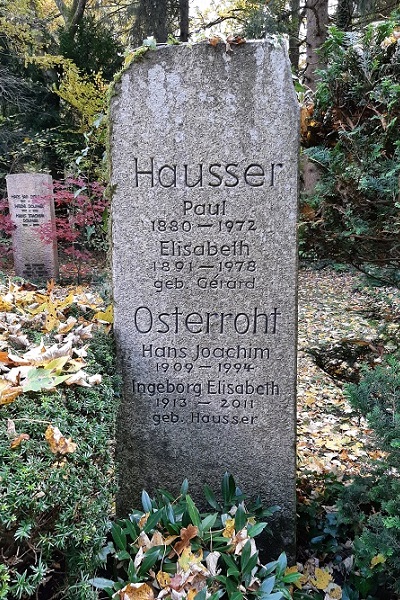 Hausser
Paul
1880 — 1972
Elisabeth
1891 — 1978
geb. Gérard
Osterroht
Hans Joachim
1909 — 1994
Ingeborg Elisabeth
1913 — 2011
geb. Hausser